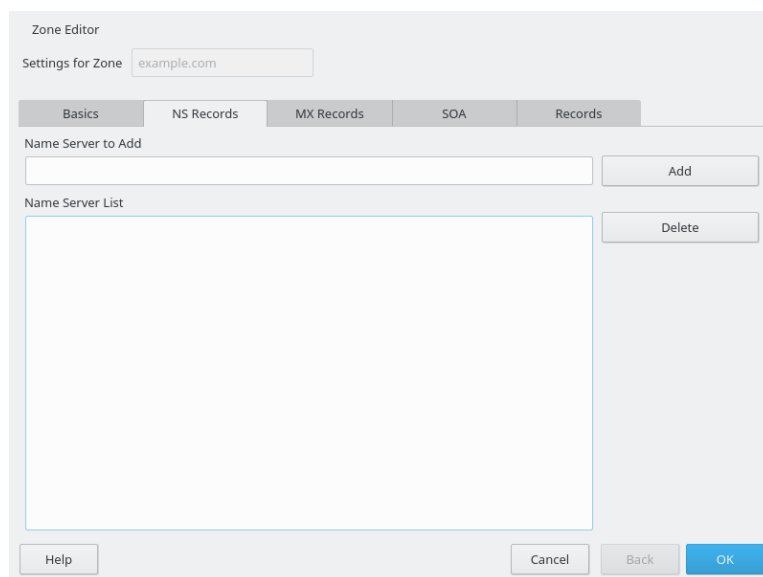 Zone Editor
Settings for Zone example.com
Basics NS Records MX Records SOA Records
Name Server to Add
Add
Name Server List
Delete
Help Cancel Back OK